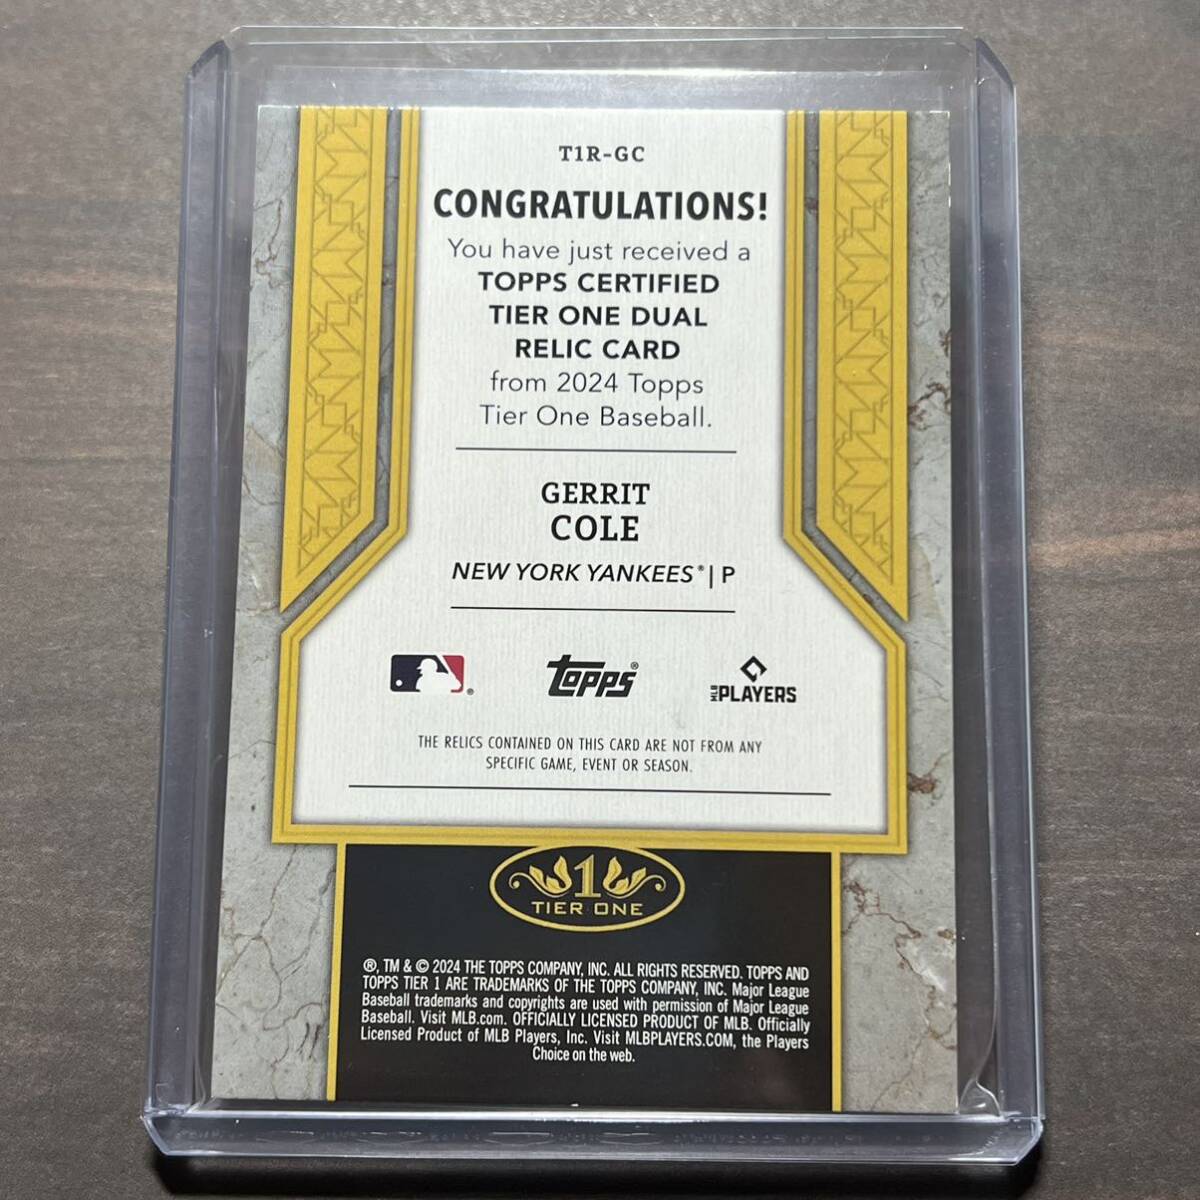 T1R-GC
CONGRATULATIONS!
You have just received a
TOPPS CERTIFIED
TIER ONE DUAL
RELIC CARD
from 2024 Topps
Tier One Baseball.
GERRIT
COLE
NEW YORK YANKEES® | P
Topps®
MLB PLAYERS
THE RELICS CONTAINED ON THIS CARD ARE NOT FROM ANY
SPECIFIC GAME, EVENT OR SEASON.
1
TIER ONE
®, TM & © 2024 THE TOPPS COMPANY, INC. ALL RIGHTS RESERVED. TOPPS AND
TOPPS TIER 1 ARE TRADEMARKS OF THE TOPPS COMPANY, INC. Major League
Baseball trademarks and copyrights are used with permission of Major League
Baseball. Visit MLB.com. OFFICIALLY LICENSED PRODUCT OF MLB. Officially
Licensed Product of MLB Players, Inc. Visit MLBPLAYERS.COM, the Players
Choice on the web.